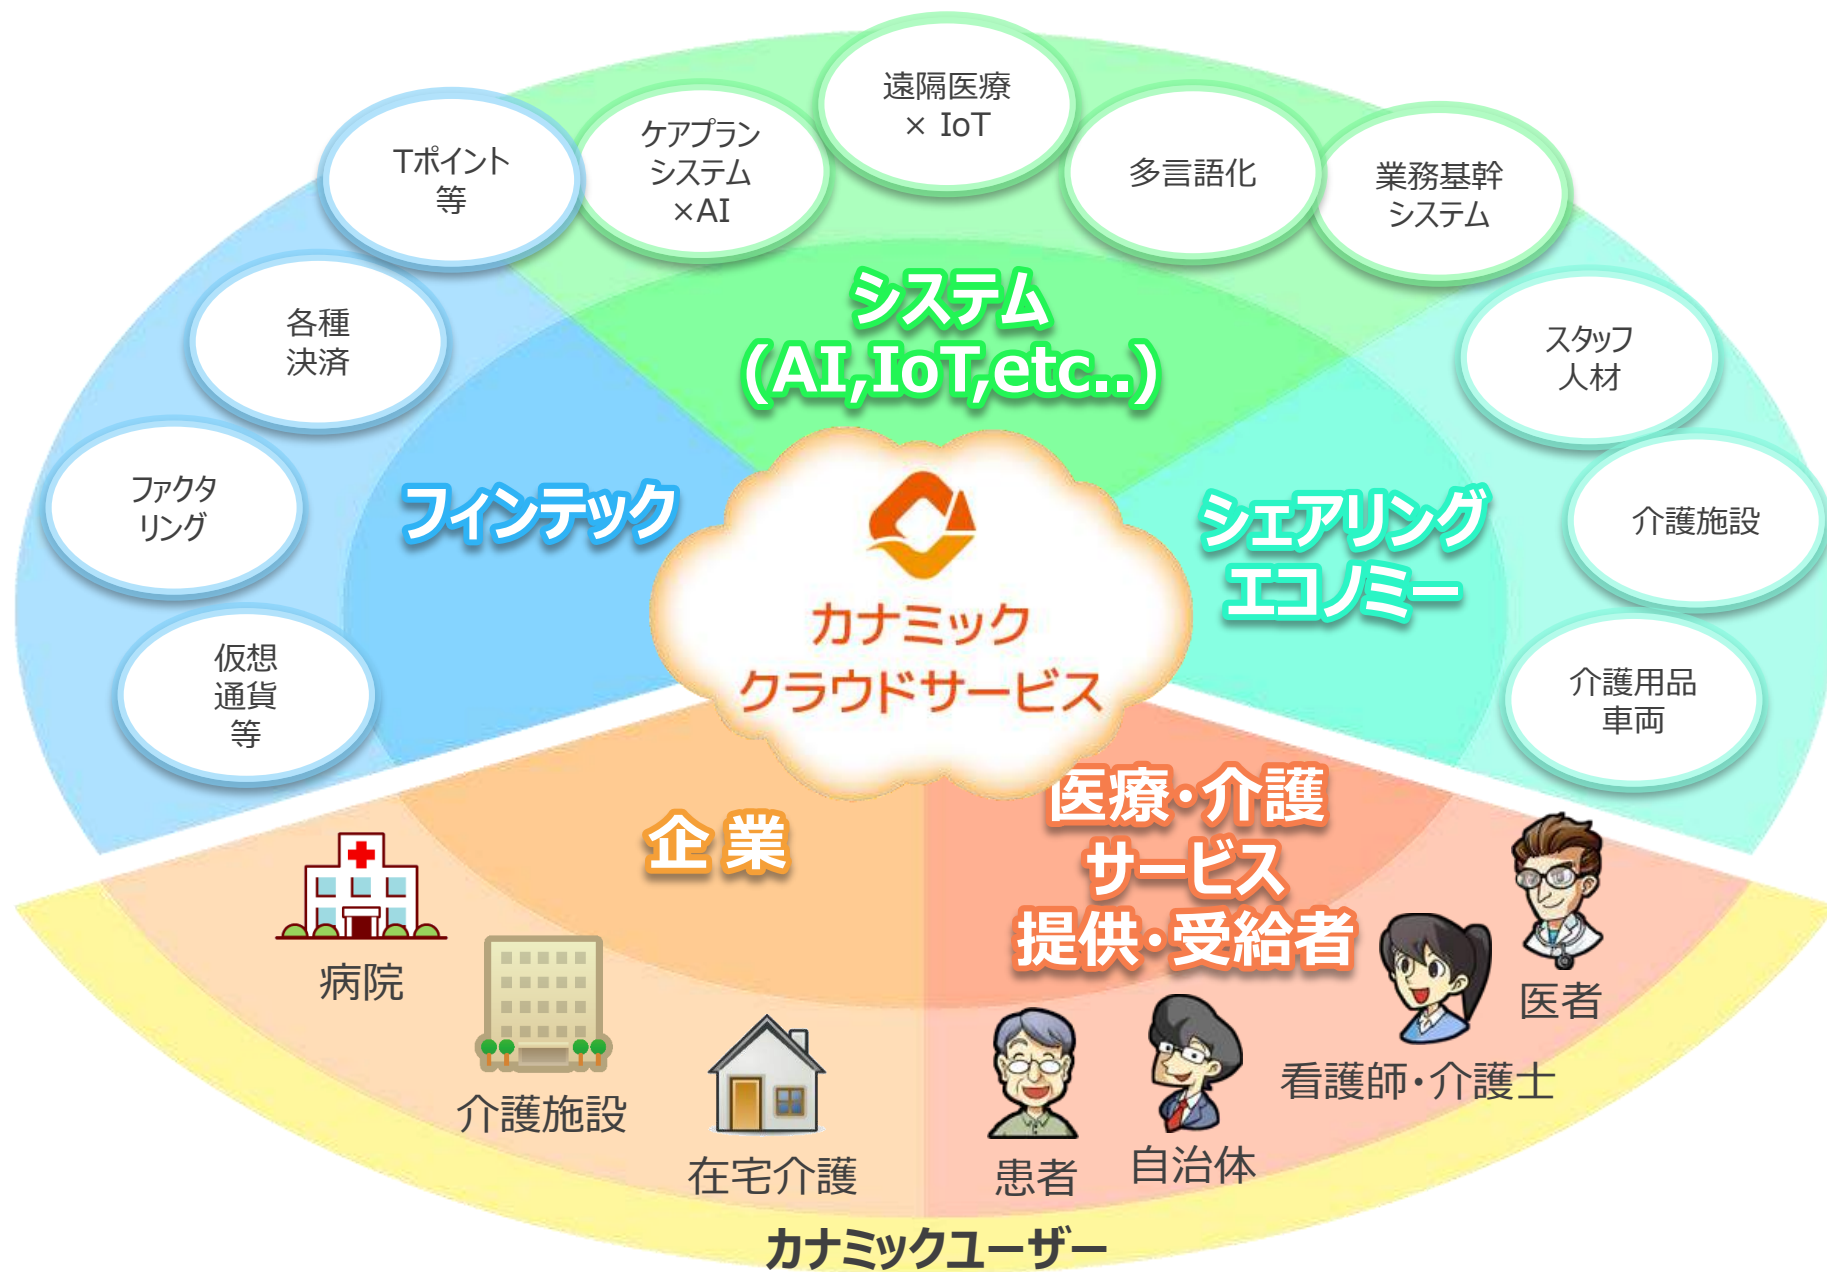 遠隔医療
× IoT
ケアプラン
システム
×AI
多言語化
Tポイント
等
業務基幹
システム
各種
決済
システム
（AI,IoT,etc..）
スタッフ
人材
ファクタ
リング
フィンテック
シェアリング
エコノミー
介護施設
カナミック
クラウドサービス
仮想
通貨
等
介護用品
車両
企 業
医療・介護
サービス
提供・受給者
病院
介護施設
在宅介護
患者
自治体
看護師・介護士
医者
カナミックユーザー